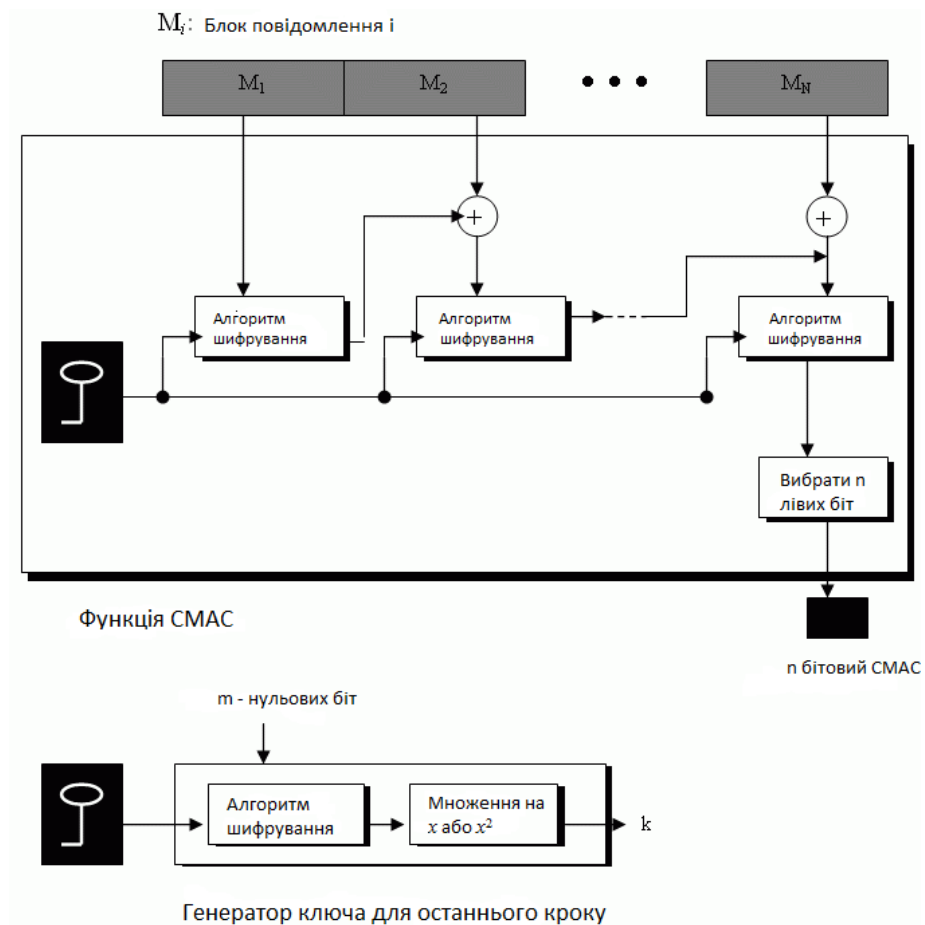 Mi: Блок повідомлення i
M1 M2 ••• MN
+ +
Алгоритм
шифрування
Алгоритм
шифрування
Алгоритм
шифрування
Вибрати n
лівих біт
Функція CMAC
n бітовий CMAC
m - нульових біт
Алгоритм
шифрування
Множення на
x або x²
k
Генератор ключа для останнього кроку